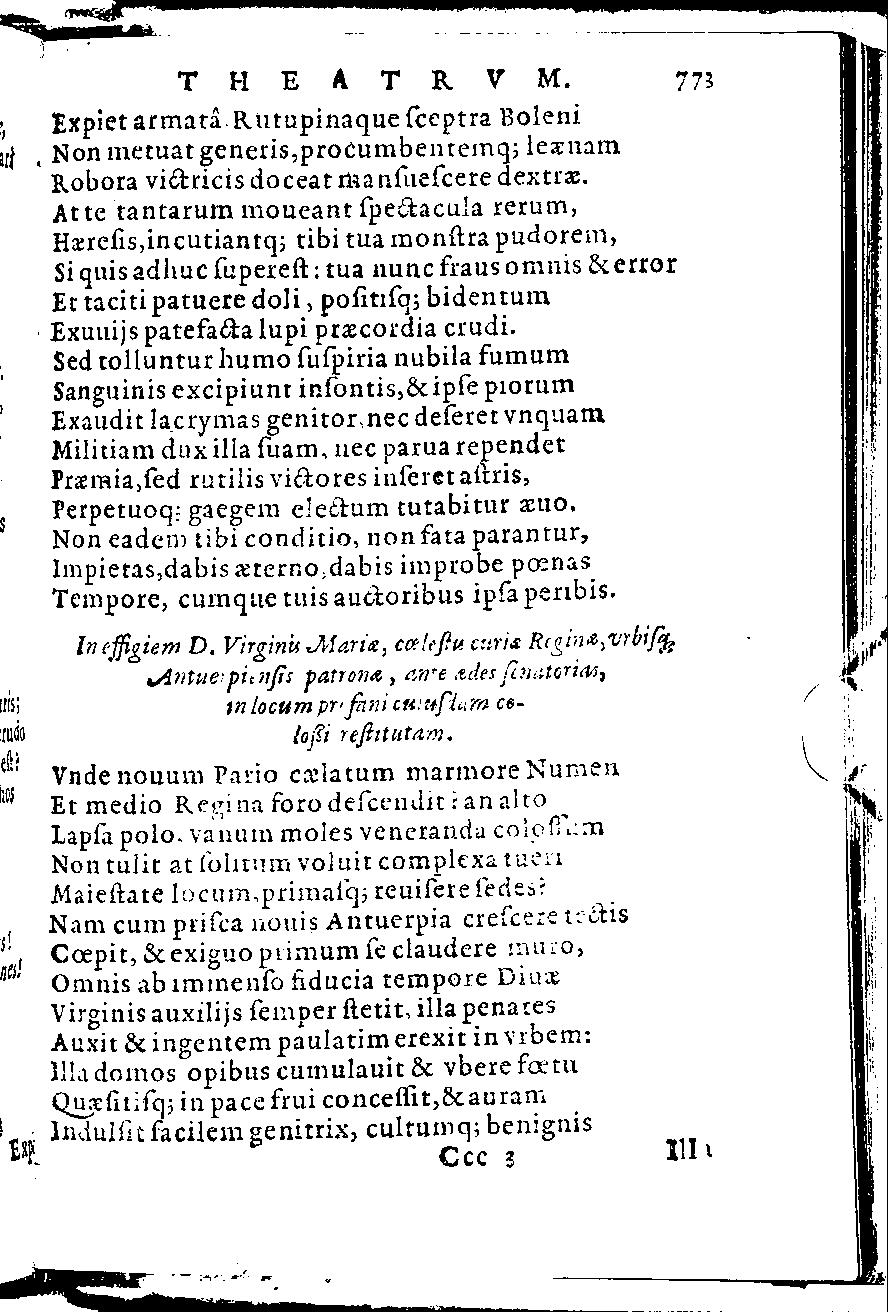 THEATRVM. 773
Expiet armatâ. Rutupinaque ſceptra Boleni
Non metuat generis, procumbentemq; leænam
Robora victricis doceat manſueſcere dextræ.
At te tantarum moueant ſpectacula rerum,
Hæreſis, incutiantq; tibi tua monſtra pudorem,
Si quis adhuc ſupereſt: tua nunc fraus omnis & error
Et taciti patuere doli, poſitiſq; bidentum
Exuuijs patefacta lupi præcordia crudi.
Sed tolluntur humo ſuſpiria nubila fumum
Sanguinis excipiunt inſontis, & ipſe piorum
Exaudit lacrymas genitor, nec deſeret vnquam
Militiam dux illa ſuam, nec parua rependet
Præmia, ſed rutilis victores inſeret aſtris,
Perpetuoq; gaegem electum tutabitur æuo.
Non eadem tibi conditio, non fata parantur,
Impietas, dabis æterno, dabis improbe pœnas
Tempore, cumque tuis auctoribus ipſa peribis.
In effigiem D. Virginis Mariæ, cœleſtis curiæ Reginæ, vrbiſq;
Antuerpienſis patronæ, ante ædes ſenatorias,
in locum profani cuiuſdam co-
loſſi reſtitutam.
Vnde nouum Pario cælatum marmore Numen
Et medio Regina foro deſcendit: an alto
Lapſa polo. vanum moles veneranda coloſſum
Non tulit at ſolitum voluit complexa tueri
Maieſtate locum, primaſq; reuiſere ſedes?
Nam cum priſca nouis Antuerpia creſcere tectis
Cœpit, & exiguo primum ſe claudere muro,
Omnis ab immenſo fiducia tempore Diuæ
Virginis auxilijs ſemper ſtetit, illa penates
Auxit & ingentem paulatim erexit in vrbem:
Illa domos opibus cumulauit & vbere fœtu
Quæſitiſq; in pace frui conceſſit, & auram
Indulſit facilem genitrix, cultumq; benignis
Ccc 3 Illa